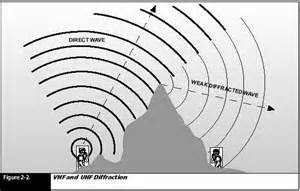 DIRECT WAVE
WEAK DIFFRACTED WAVE
Figure 2-2.
VHF and UHF Diffraction